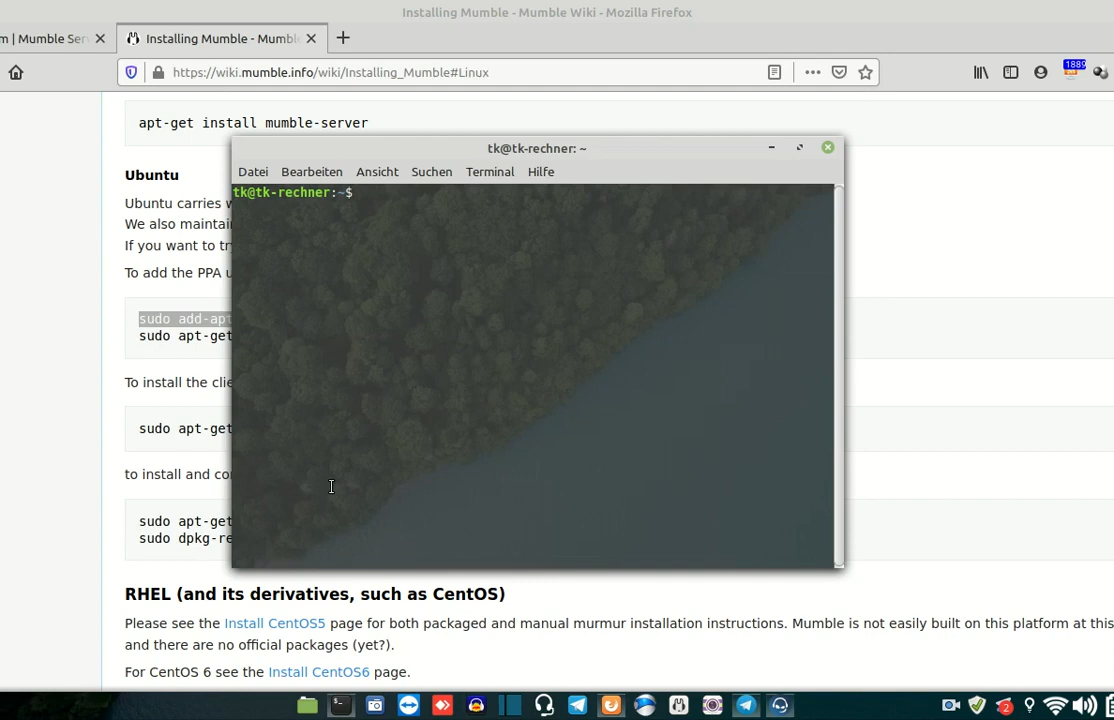 Installing Mumble - Mumble Wiki - Mozilla Firefox
m | Mumble Ser
Installing Mumble - Mumb
https://wiki.mumble.info/wiki/Installing_Mumble#Linux
1889
apt-get install mumble-server
tk@tk-rechner: ~
Datei Bearbeiten Ansicht Suchen Terminal Hilfe
tk@tk-rechner:~$
Ubuntu
Ubuntu carries
We also maintai
If you want to
To add the PPA
sudo add-apt
sudo apt-get
To install the clie
sudo apt-get
to install and co
sudo apt-get
sudo dpkg-re
RHEL (and its derivatives, such as CentOS)
Please see the Install CentOS5 page for both packaged and manual murmur installation instructions. Mumble is not easily built on this platform at this
and there are no official packages (yet?).
For CentOS 6 see the Install CentOS6 page.
2